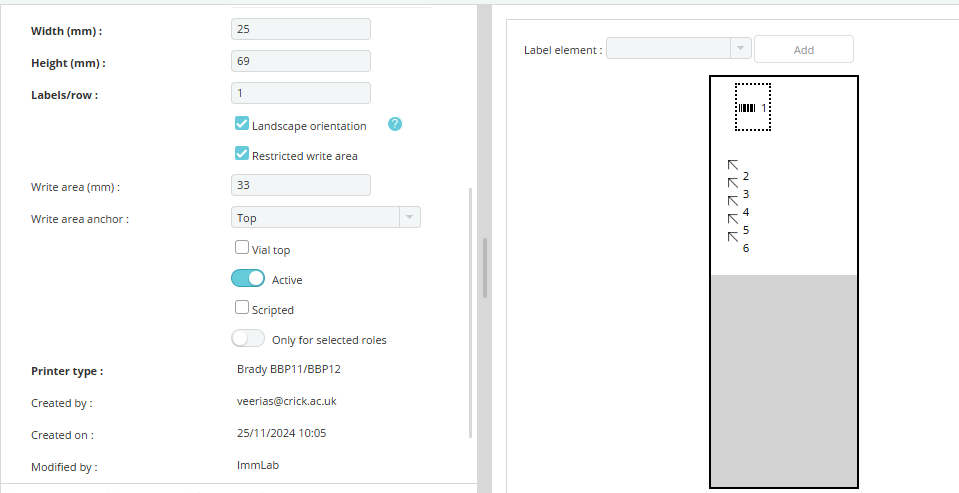 Width (mm) : 25
Height (mm) : 69
Labels/row : 1
Landscape orientation ?
Restricted write area
Write area (mm) : 33
Write area anchor : Top
Vial top
Active
Scripted
Only for selected roles
Printer type : Brady BBP11/BBP12
Created by : veerias@crick.ac.uk
Created on : 25/11/2024 10:05
Modified by : ImmLab
Label element : Add
1
2
3
4
5
6